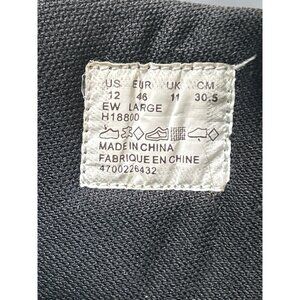 US EUR UK CM
12 46 11 30.5
EW LARGE
H18800
MADE IN CHINA
FABRIQUE EN CHINE
4700226432